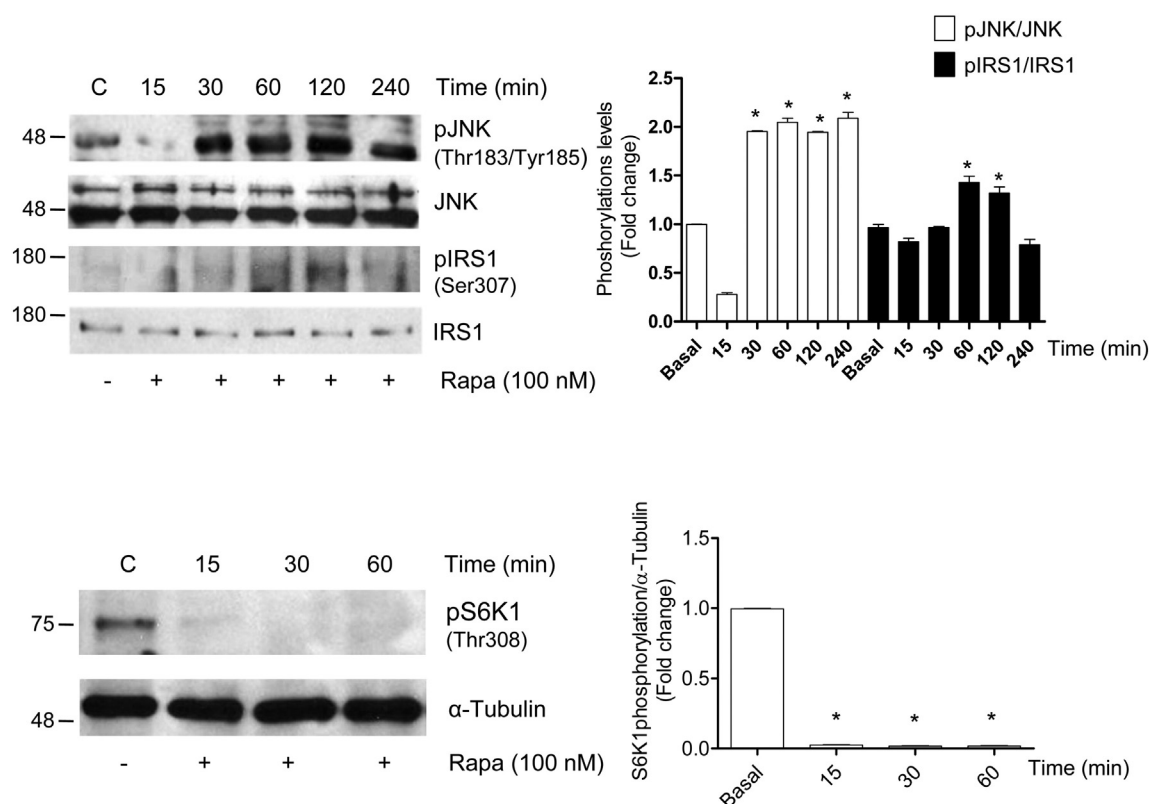 pJNK/JNK
pIRS1/IRS1
C 15 30 60 120 240 Time (min)
48
pJNK
(Thr183/Tyr185)
48
JNK
180
pIRS1
(Ser307)
180
IRS1
- + + + + + Rapa (100 nM)
Phoshorylations levels
(Fold change)
2.5
2.0
1.5
1.0
0.5
0.0
* * * * * *
Basal 15 30 60 120 240 Basal 15 30 60 120 240 Time (min)
C 15 30 60 Time (min)
75
pS6K1
(Thr308)
48
α-Tubulin
- + + + Rapa (100 nM)
S6K1phosphorylation/α-Tubulin
(Fold change)
1.5
1.0
0.5
0.0
* * *
Basal 15 30 60 Time (min)